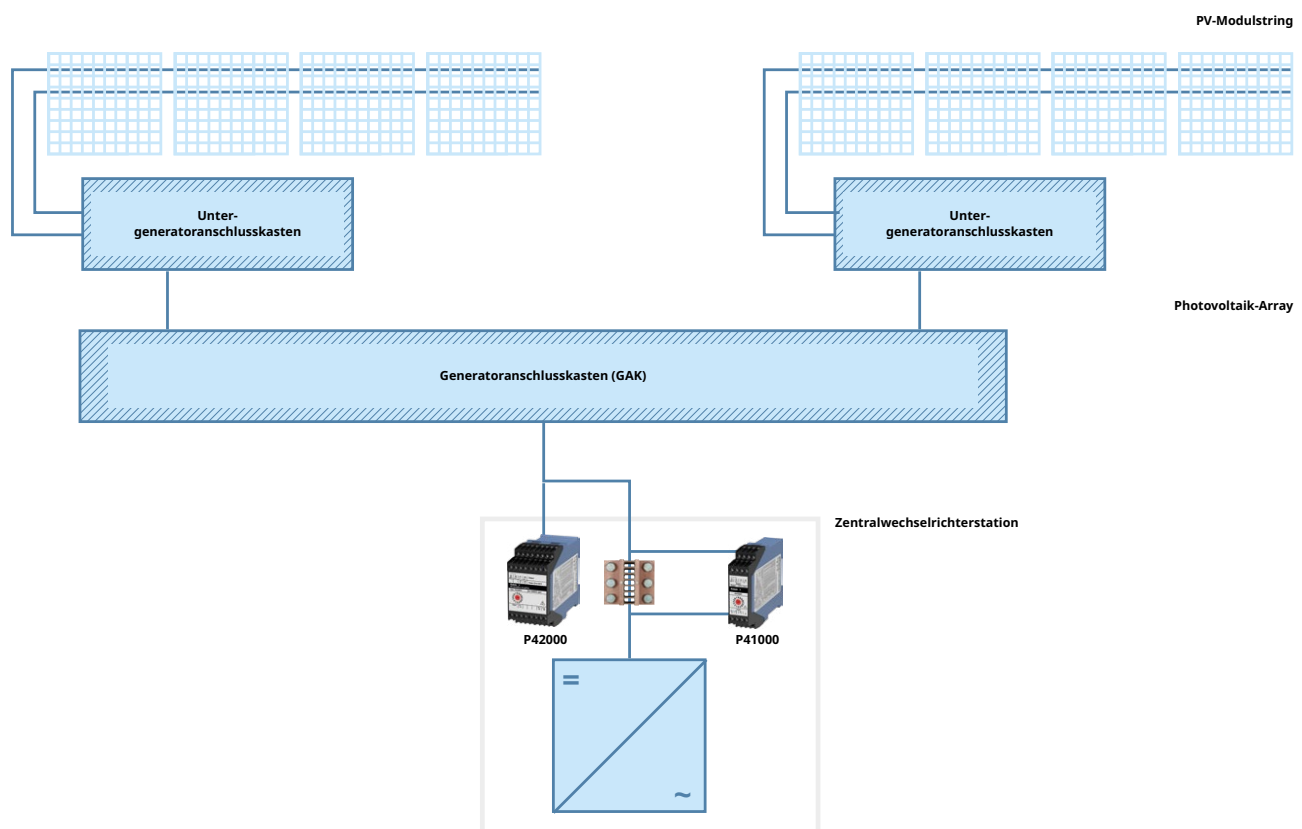 PV-Modulstring
Unter-
generatoranschlusskasten
Unter-
generatoranschlusskasten
Photovoltaik-Array
Generatoranschlusskasten (GAK)
Zentralwechselrichterstation
P42000
P41000
=
~